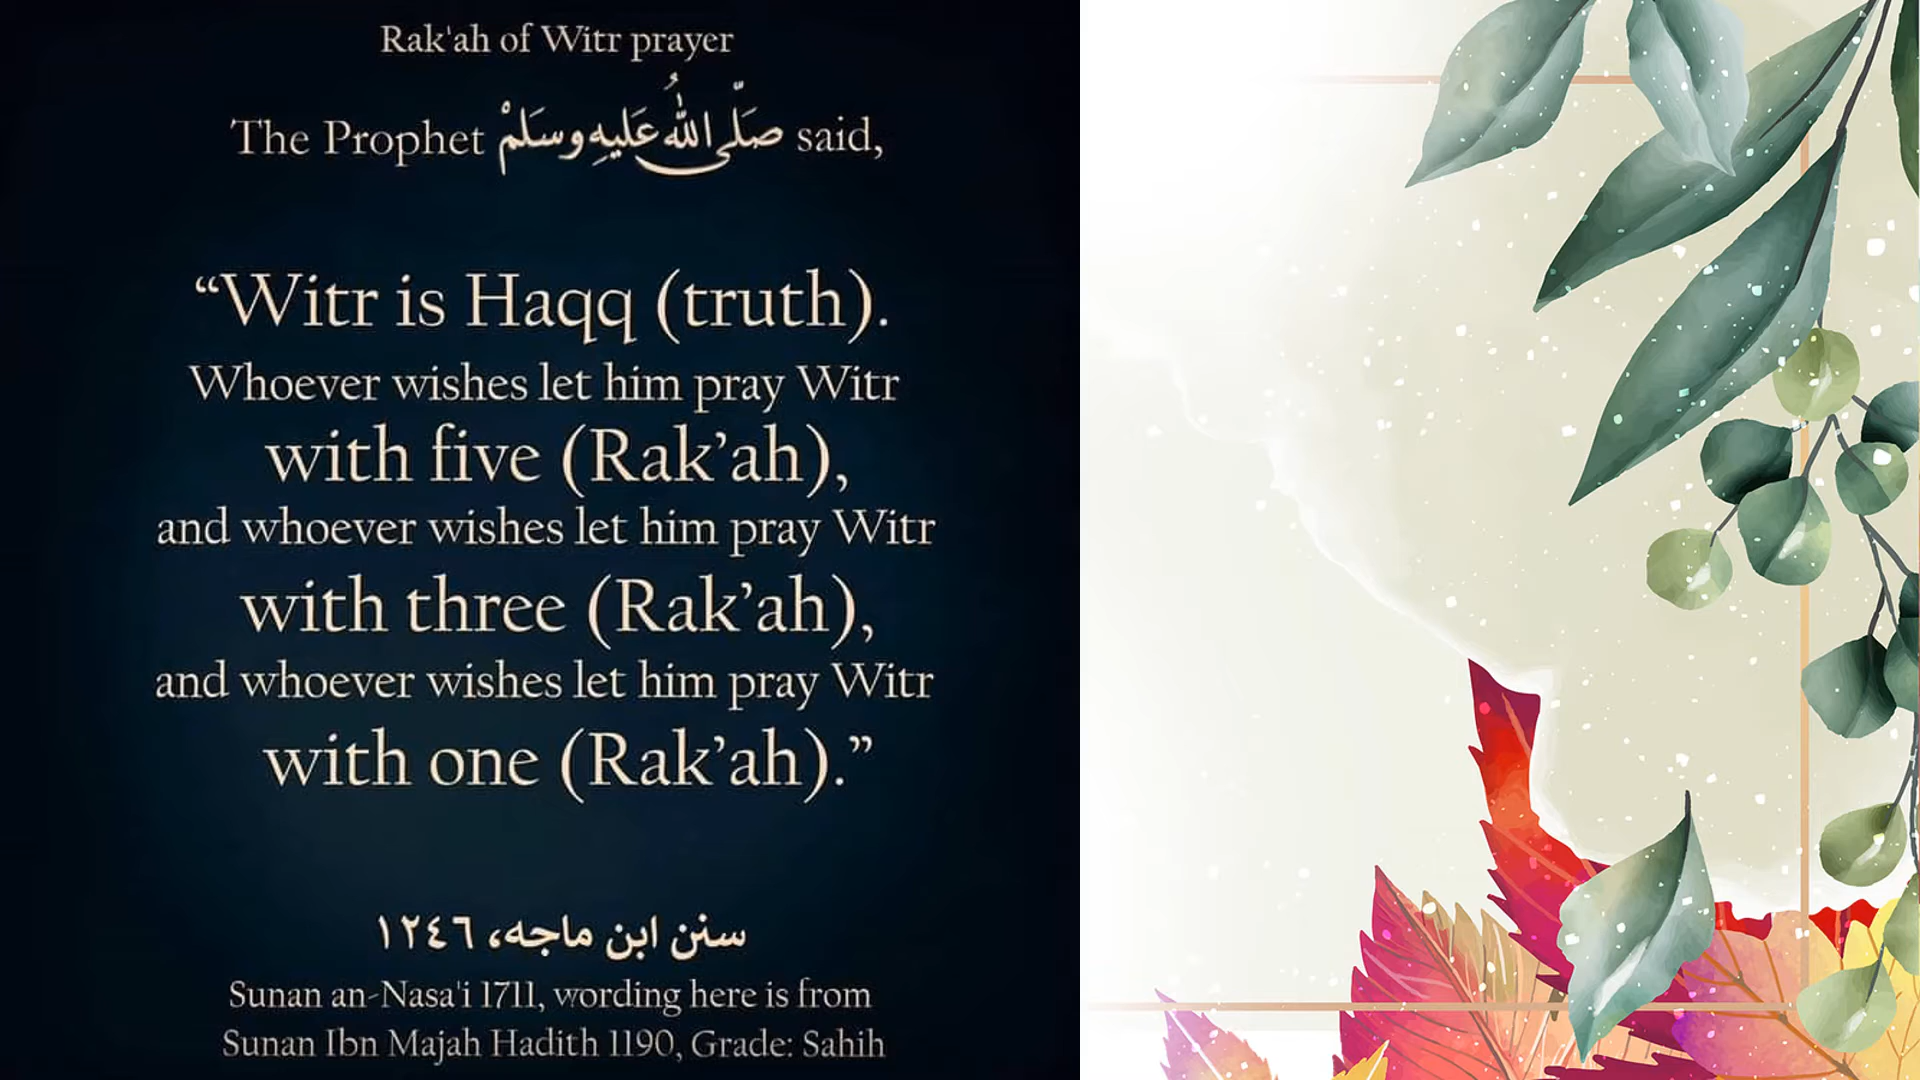 Rak'ah of Witr prayer
The Prophet صَلّى اللهُ عَليهِ وسَلمْ said,
“Witr is Haqq (truth).
Whoever wishes let him pray Witr
with five (Rak’ah),
and whoever wishes let him pray Witr
with three (Rak’ah),
and whoever wishes let him pray Witr
with one (Rak’ah).”
سنن ابن ماجه، ١٢٤٦
Sunan an-Nasa'i 1711, wording here is from
Sunan Ibn Majah Hadith 1190, Grade: Sahih